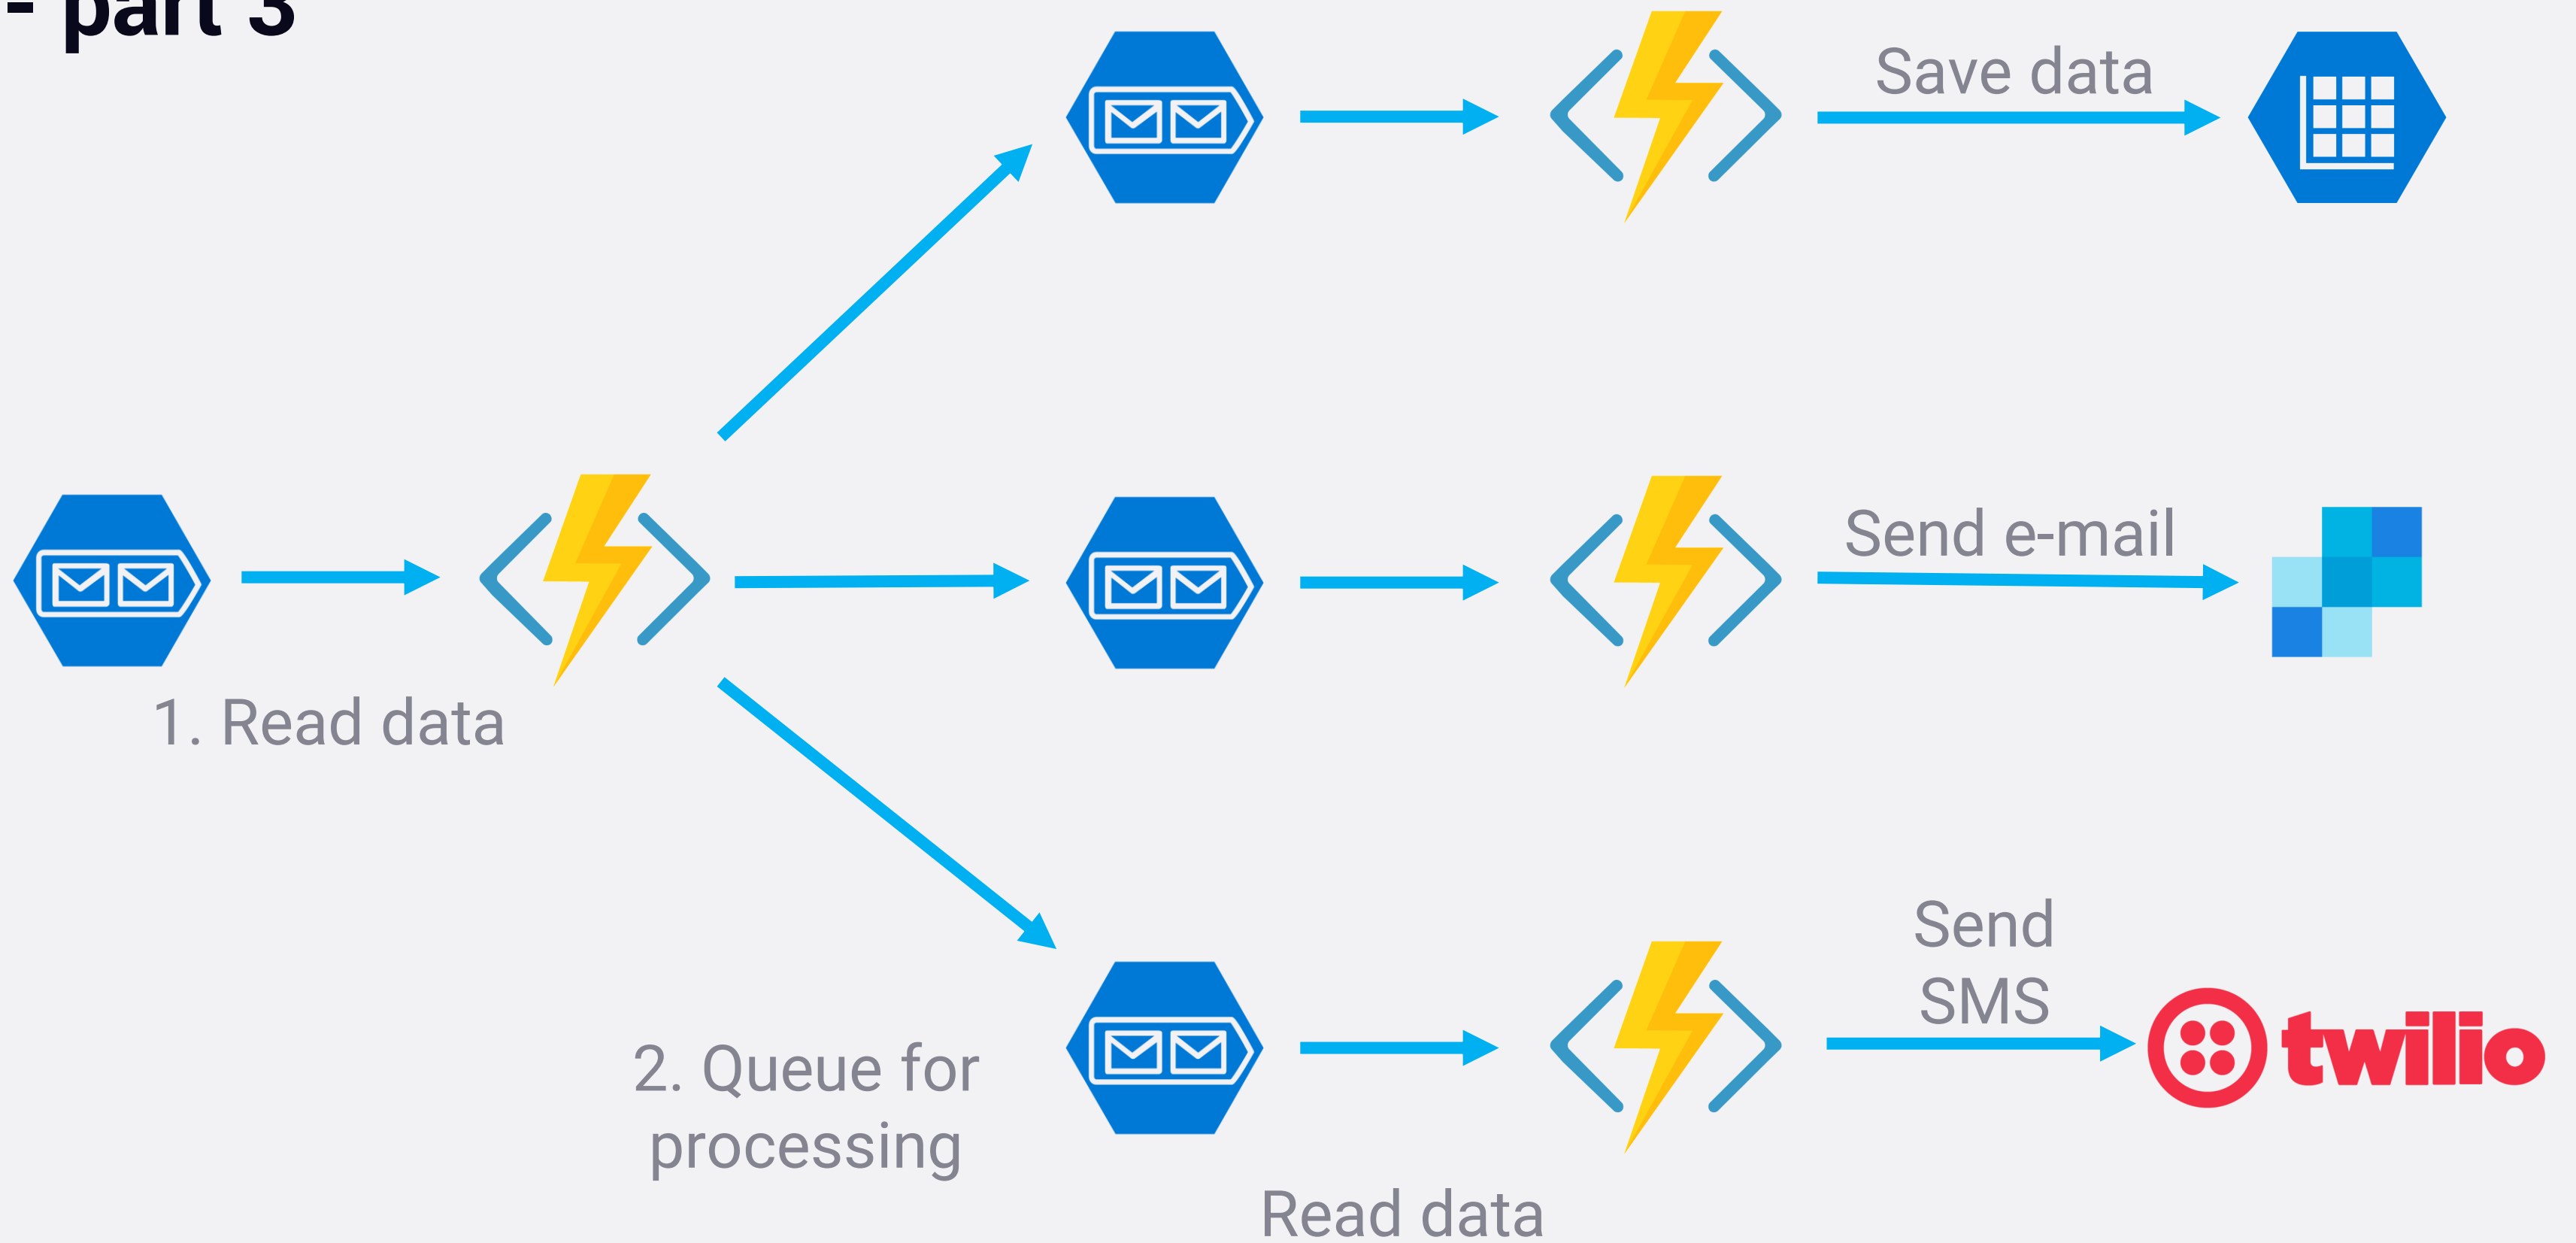 - part 3
Save data
Send e-mail
1. Read data
Send
SMS
twilio
2. Queue for
processing
Read data